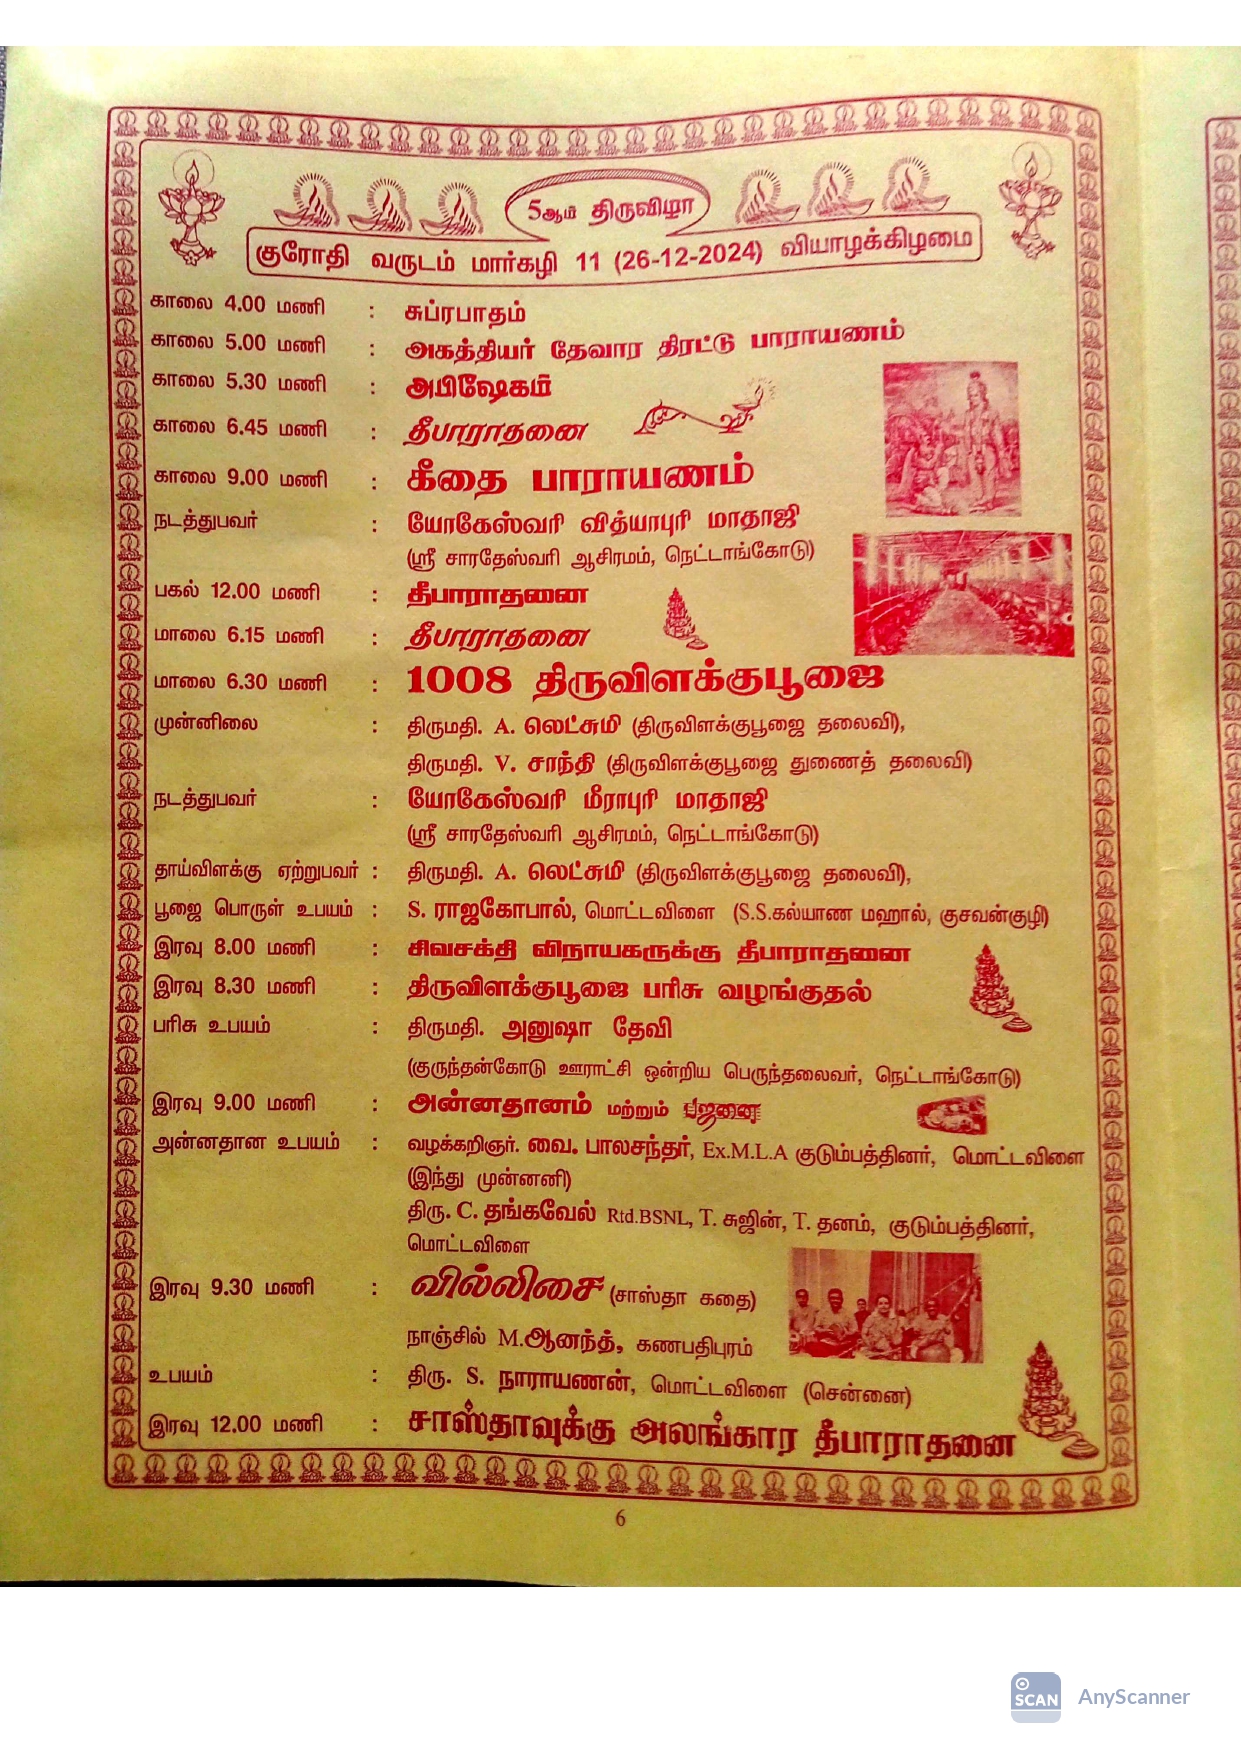 5ஆம் திருவிழா
குரோதி வருடம் மார்கழி 11 (26-12-2024) வியாழக்கிழமை
காலை 4.00 மணி : சுப்ரபாதம்
காலை 5.00 மணி : அகத்தியர் தேவார திரட்டு பாராயணம்
காலை 5.30 மணி : அபிஷேகம்
காலை 6.45 மணி : தீபாராதனை
காலை 9.00 மணி : கீதை பாராயணம்
நடத்துபவர் : யோகேஸ்வரி வித்யாபுரி மாதாஜி
(ஸ்ரீ சாரதேஸ்வரி ஆசிரமம், நெட்டாங்கோடு)
பகல் 12.00 மணி : தீபாராதனை
மாலை 6.15 மணி : தீபாராதனை
மாலை 6.30 மணி : 1008 திருவிளக்குபூஜை
முன்னிலை : திருமதி. A. லெட்சுமி (திருவிளக்குபூஜை தலைவி),
திருமதி. V. சாந்தி (திருவிளக்குபூஜை துணைத் தலைவி)
நடத்துபவர் : யோகேஸ்வரி மீராபுரி மாதாஜி
(ஸ்ரீ சாரதேஸ்வரி ஆசிரமம், நெட்டாங்கோடு)
தாய்விளக்கு ஏற்றுபவர் : திருமதி. A. லெட்சுமி (திருவிளக்குபூஜை தலைவி),
பூஜை பொருள் உபயம் : S. ராஜகோபால், மொட்டவிளை (S.S.கல்யாண மஹால், குசவன்குழி)
இரவு 8.00 மணி : சிவசக்தி விநாயகருக்கு தீபாராதனை
இரவு 8.30 மணி : திருவிளக்குபூஜை பரிசு வழங்குதல்
பரிசு உபயம் : திருமதி. அனுஷா தேவி
(குருந்தன்கோடு ஊராட்சி ஒன்றிய பெருந்தலைவர், நெட்டாங்கோடு)
இரவு 9.00 மணி : அன்னதானம் மற்றும் பஜனை
அன்னதான உபயம் : வழக்கறிஞர். வை. பாலசந்தர், Ex.M.L.A குடும்பத்தினர், மொட்டவிளை
(இந்து முன்னனி)
திரு. C. தங்கவேல் Rtd.BSNL, T. சுஜின், T. தனம், குடும்பத்தினர்,
மொட்டவிளை
இரவு 9.30 மணி : வில்லிசை (சாஸ்தா கதை)
நாஞ்சில் M.ஆனந்த், கணபதிபுரம்
உபயம் : திரு. S. நாராயணன், மொட்டவிளை (சென்னை)
இரவு 12.00 மணி : சாஸ்தாவுக்கு அலங்கார தீபாராதனை
6
SCAN AnyScanner